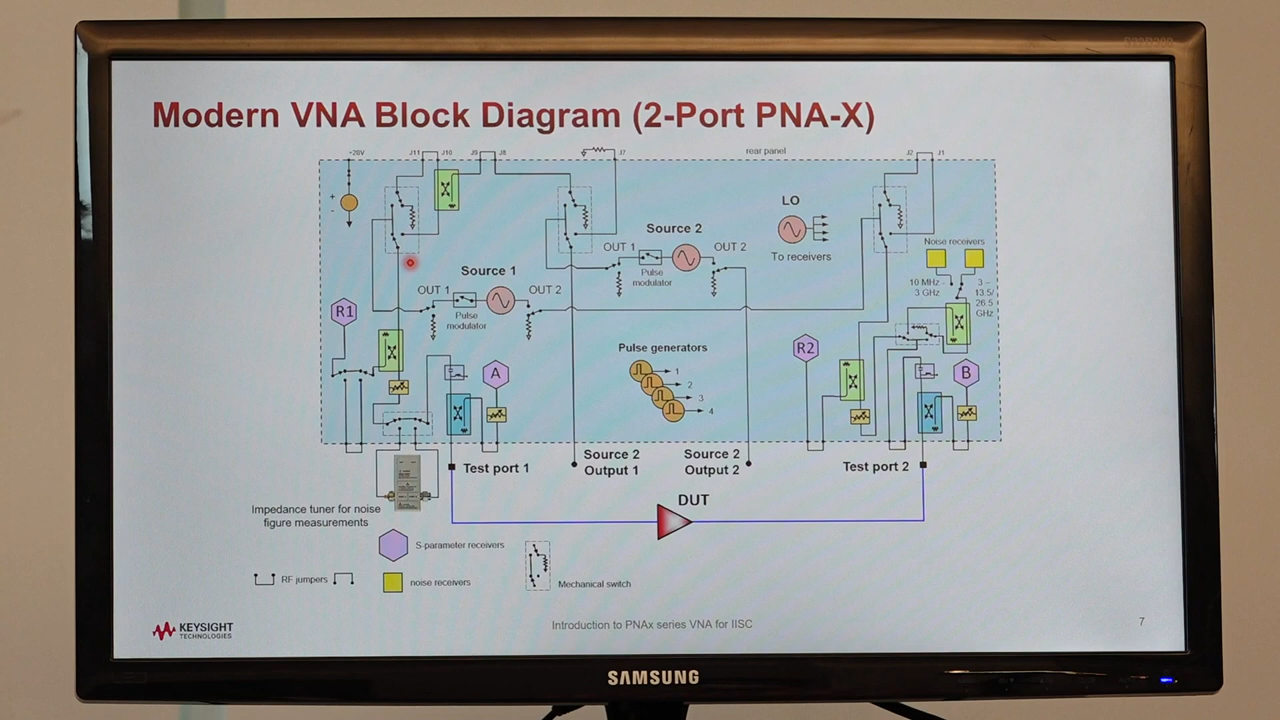 Modern VNA Block Diagram (2-Port PNA-X)
+28V
J11
J10
J9
J8
J7
rear panel
J2
J1
+
-
LO
To receivers
Source 2
OUT 1
OUT 2
Pulse
modulator
Noise receivers
10 MHz -
3 GHz
3 –
13.5/
26.5
GHz
Source 1
OUT 1
OUT 2
Pulse
modulator
R1
R2
Pulse generators
1
2
3
4
A
B
Test port 1
Source 2
Output 1
Source 2
Output 2
Test port 2
DUT
Impedance tuner for noise
figure measurements
S-parameter receivers
RF jumpers
noise receivers
Mechanical switch
KEYSIGHT
TECHNOLOGIES
Introduction to PNAx series VNA for IISC
7
SAMSUNG